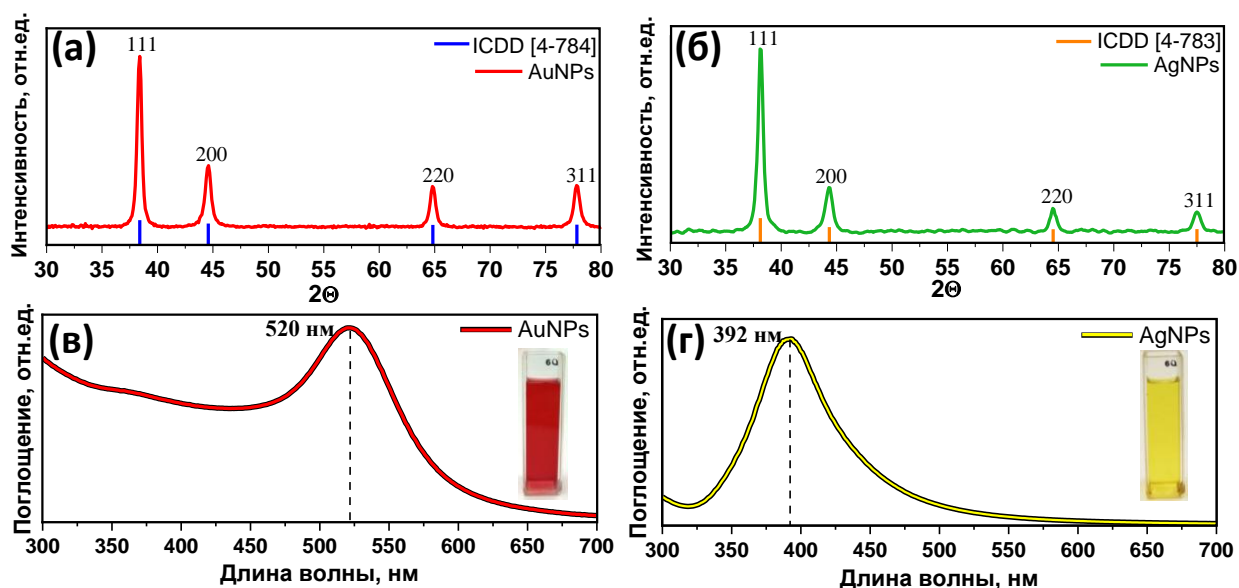 (а)
111
200
220
311
ICDD [4-784]
AuNPs
Интенсивность, отн.ед.
30 35 40 45 50 55 60 65 70 75 80
2Θ
(б)
111
200
220
311
ICDD [4-783]
AgNPs
Интенсивность, отн.ед.
30 35 40 45 50 55 60 65 70 75 80
2Θ
(в)
520 нм
AuNPs
Поглощение, отн.ед.
300 350 400 450 500 550 600 650 700
Длина волны, нм
(г)
392 нм
AgNPs
Поглощение, отн.ед.
300 350 400 450 500 550 600 650 700
Длина волны, нм